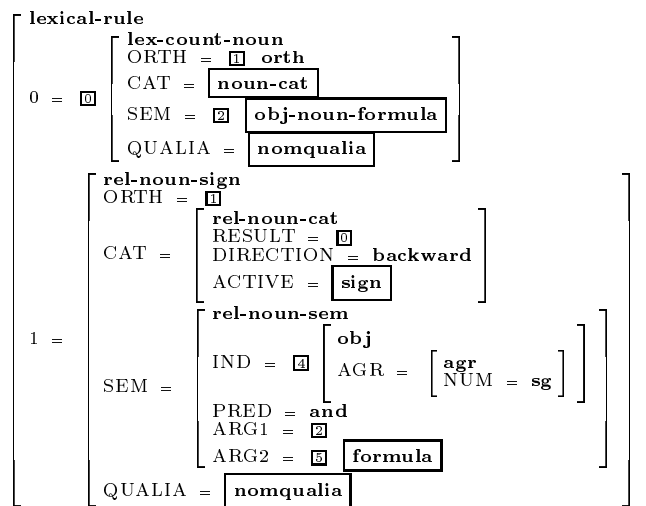 lexical-rule
lex-count-noun
ORTH = 1 orth
CAT = noun-cat
0 = 0
SEM = 2 obj-noun-formula
QUALIA = nomqualia
rel-noun-sign
ORTH = 1
rel-noun-cat
RESULT = 0
CAT =
DIRECTION = backward
ACTIVE = sign
rel-noun-sem
obj
1 =
IND = 4
AGR =
agr
NUM = sg
SEM =
PRED = and
ARG1 = 2
ARG2 = 5 formula
QUALIA = nomqualia